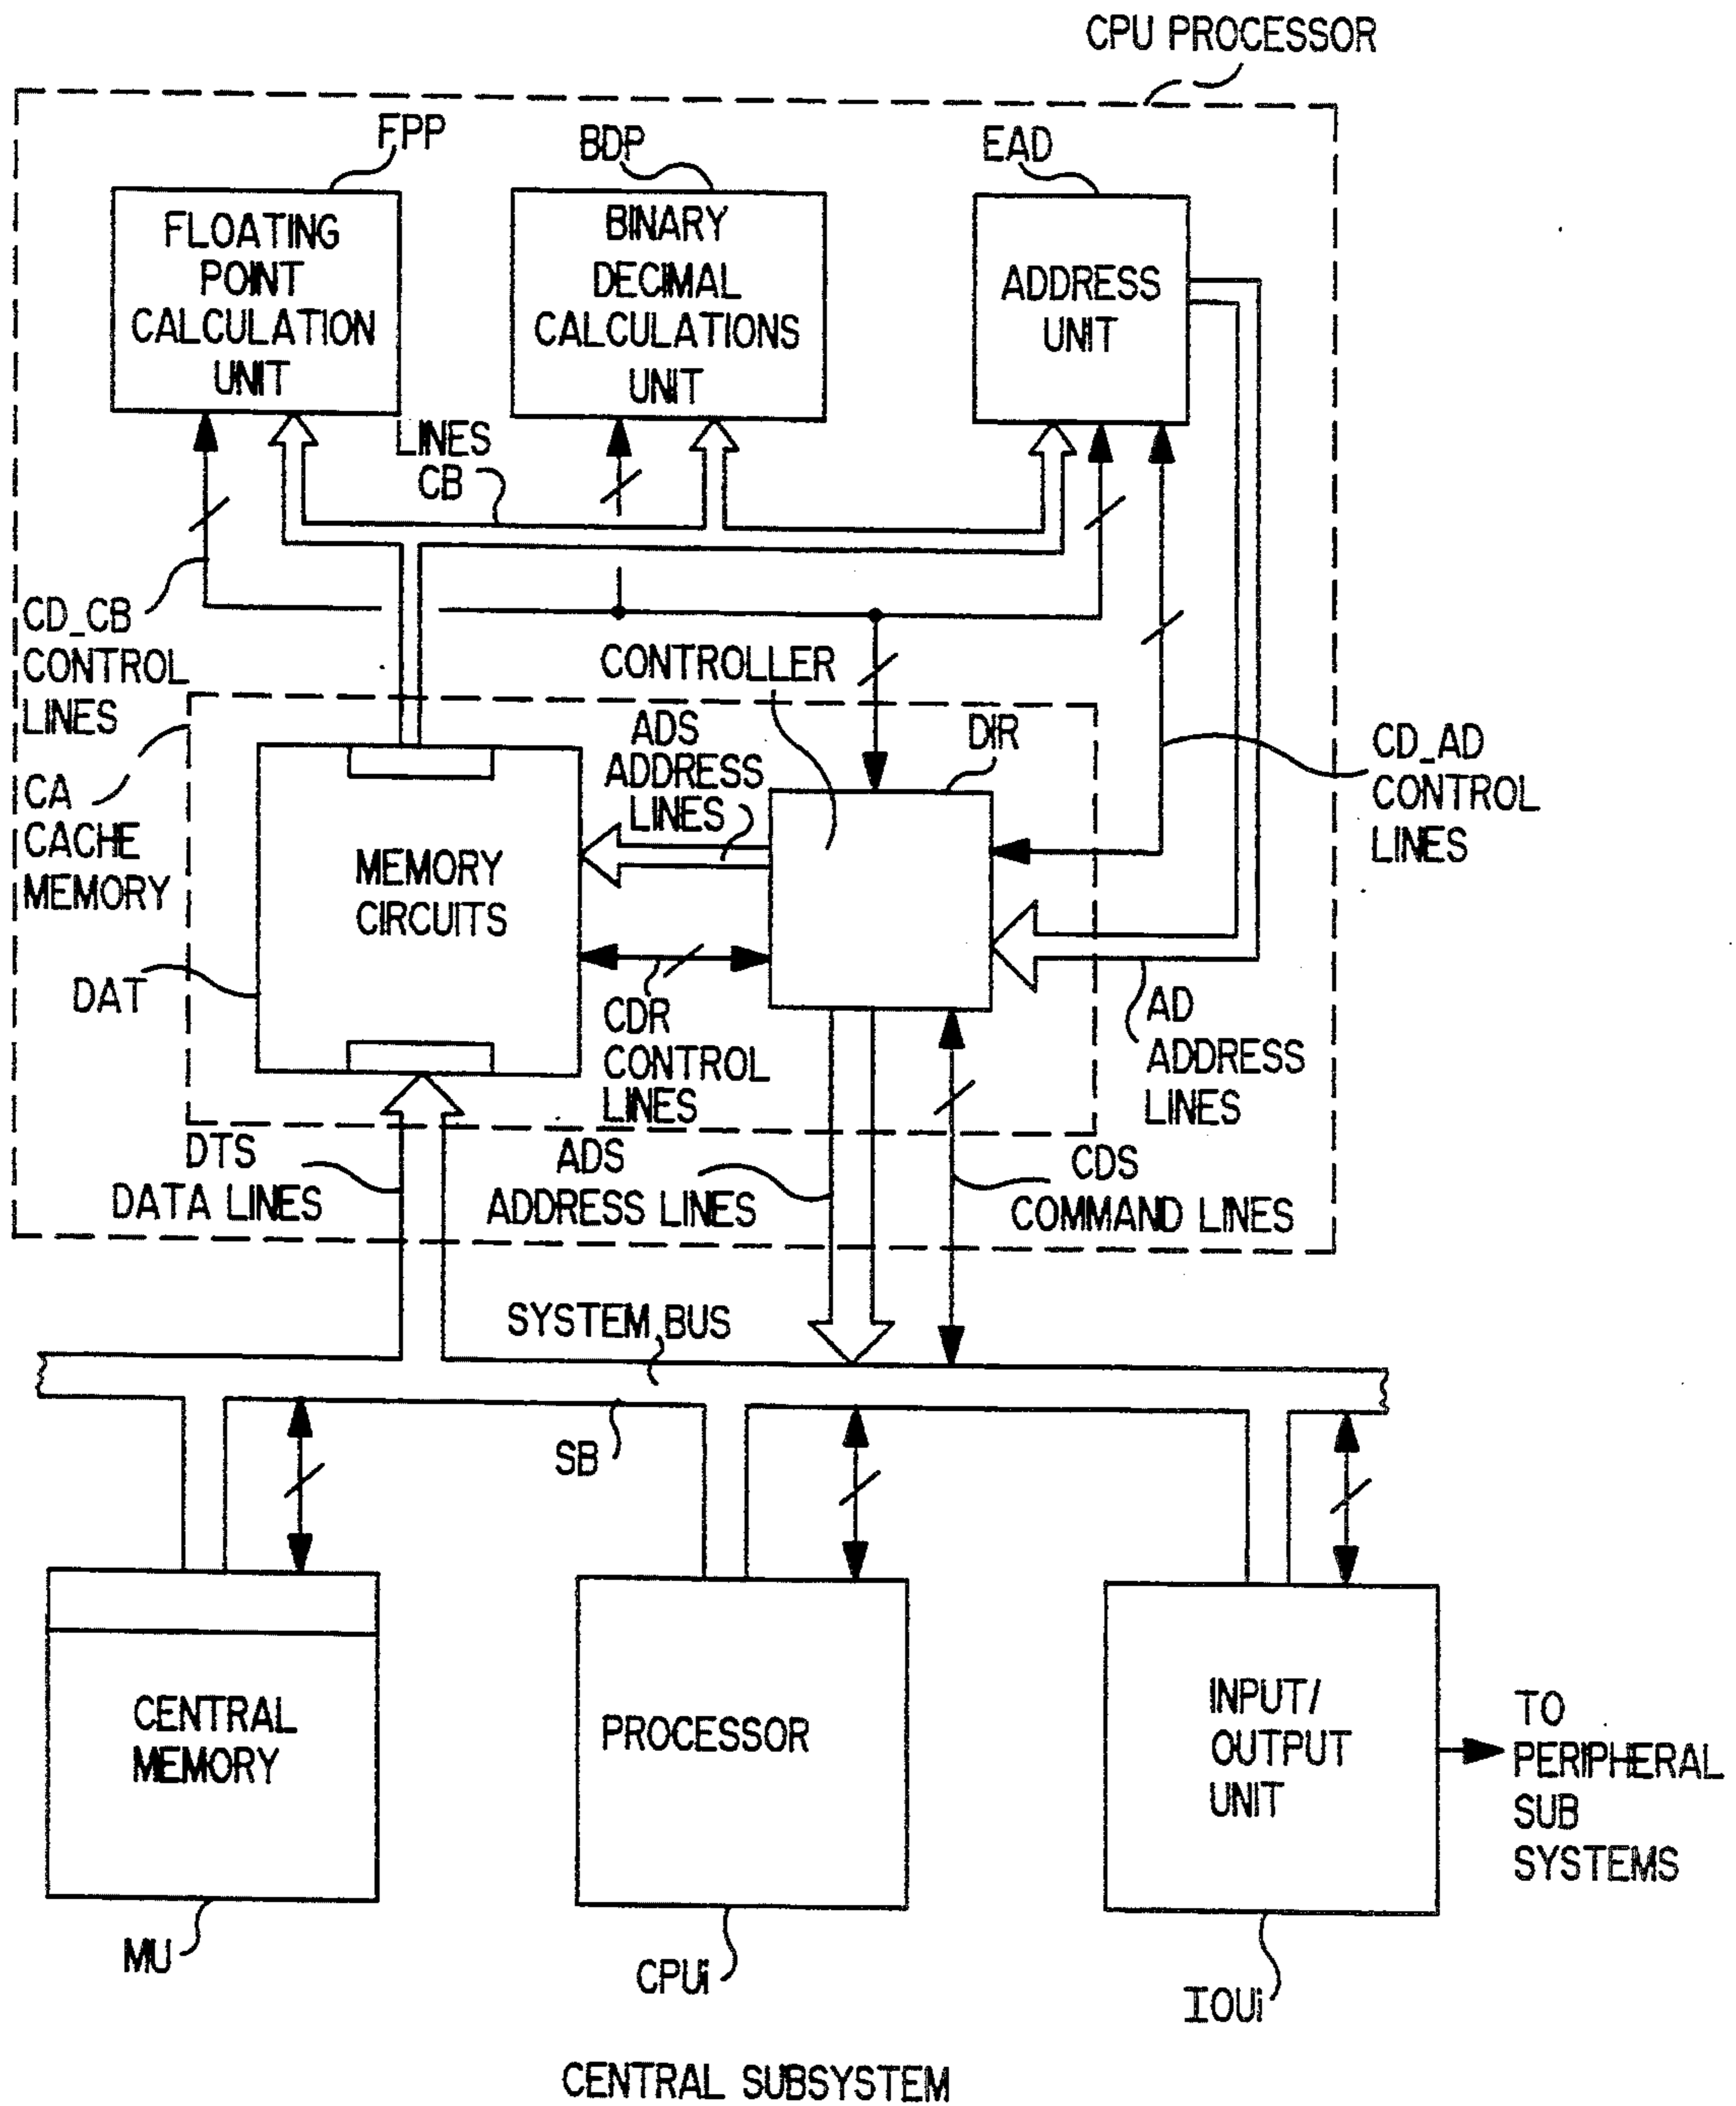 CPU PROCESSOR
FPP
BDP
EAD
FLOATING
POINT
CALCULATION
UNIT
BINARY
DECIMAL
CALCULATIONS
UNIT
ADDRESS
UNIT
LINES
CB
CD_CB
CONTROL
LINES
CONTROLLER
ADS
ADDRESS
LINES
DIR
CD_AD
CONTROL
LINES
CA
CACHE
MEMORY
MEMORY
CIRCUITS
DAT
CDR
CONTROL
LINES
AD
ADDRESS
LINES
DTS
DATA LINES
ADS
ADDRESS LINES
CDS
COMMAND LINES
SYSTEM BUS
SB
CENTRAL
MEMORY
PROCESSOR
INPUT/
OUTPUT
UNIT
TO
PERIPHERAL
SUB
SYSTEMS
MU
CPUi
IOUi
CENTRAL SUBSYSTEM